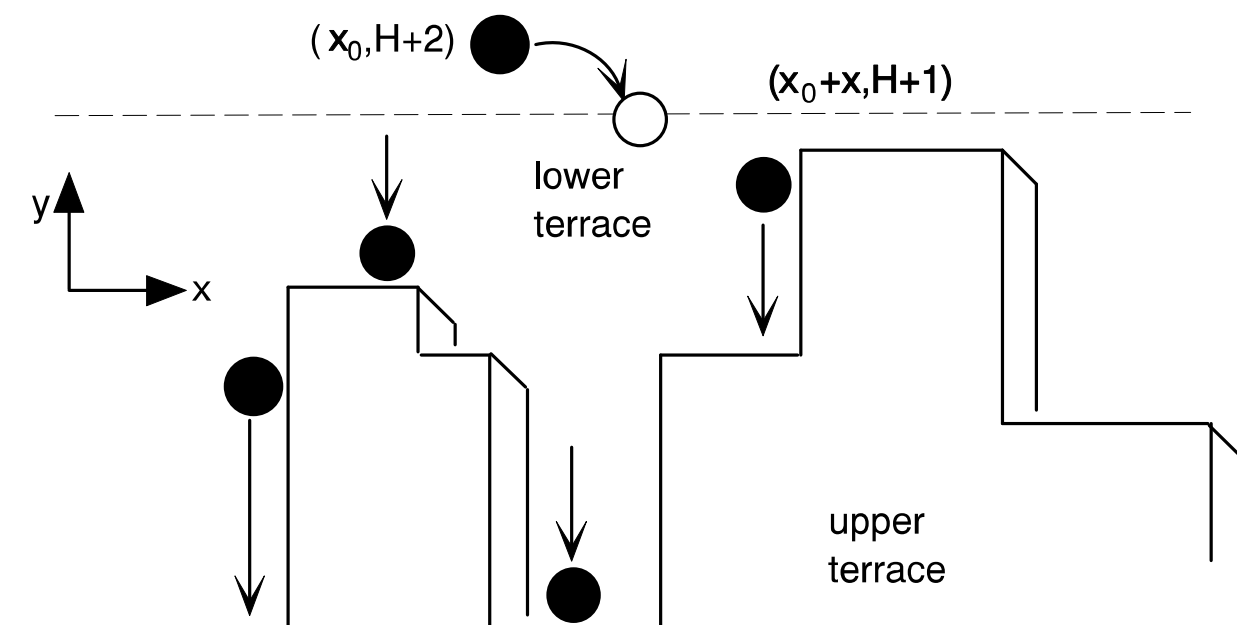 (x₀,H+2)
(x₀+x,H+1)
lower
terrace
y
x
upper
terrace